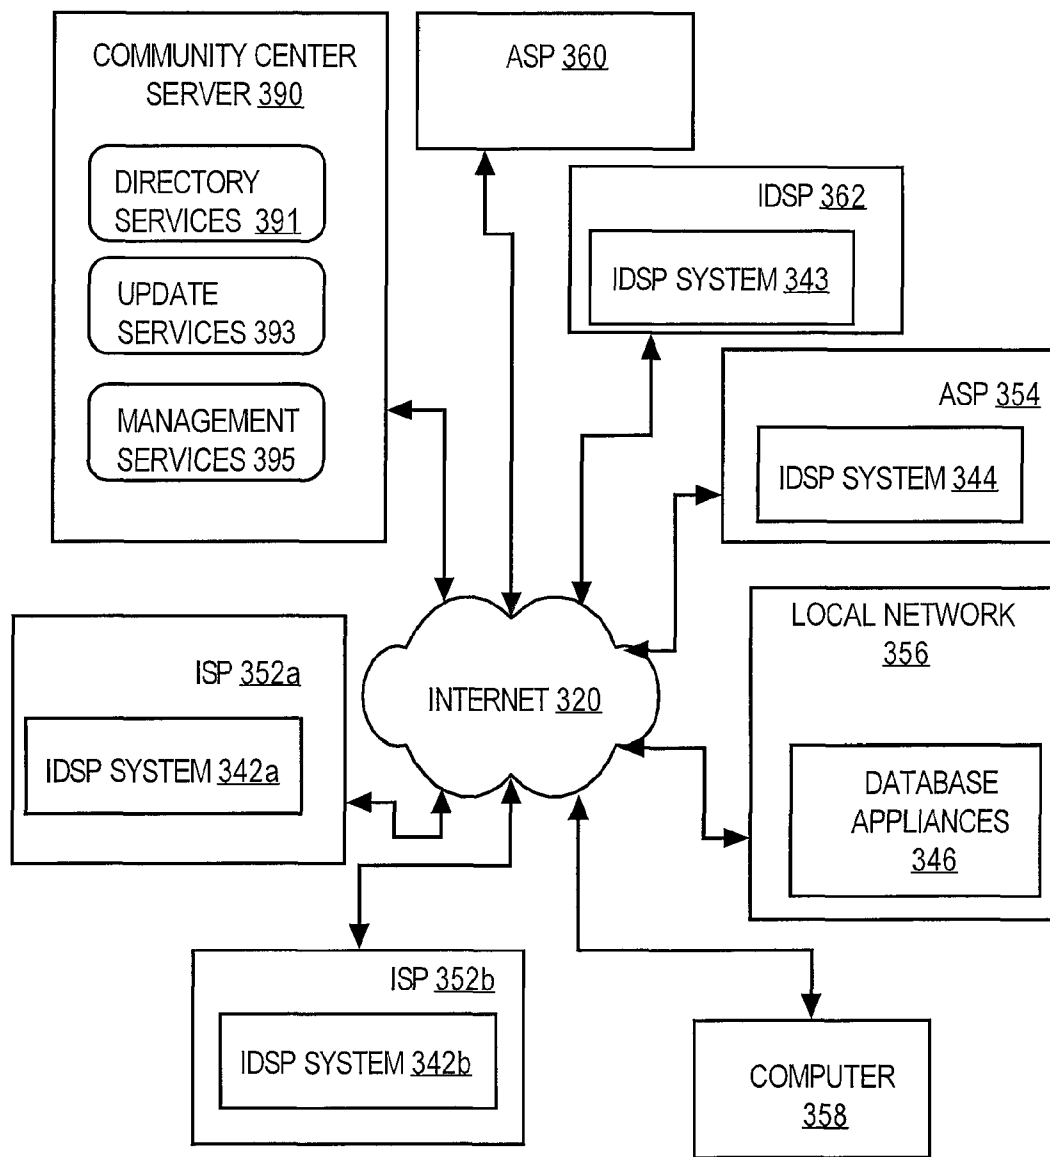 COMMUNITY CENTER
SERVER 390
DIRECTORY
SERVICES 391
UPDATE
SERVICES 393
MANAGEMENT
SERVICES 395
ASP 360
IDSP 362
IDSP SYSTEM 343
ASP 354
IDSP SYSTEM 344
LOCAL NETWORK
356
DATABASE
APPLIANCES
346
INTERNET 320
ISP 352a
IDSP SYSTEM 342a
ISP 352b
IDSP SYSTEM 342b
COMPUTER
358